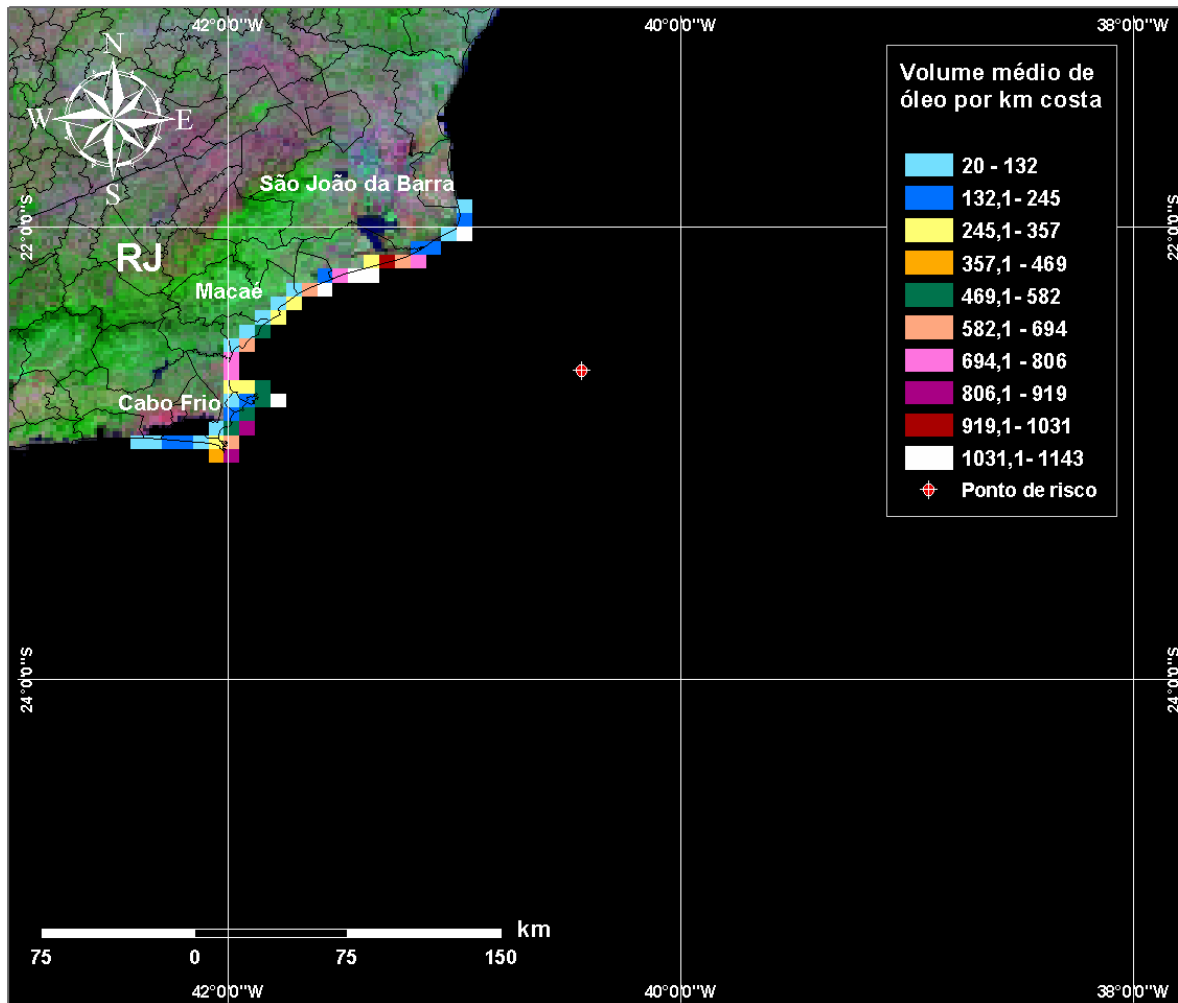 42°0'0"W
40°0'0"W
38°0'0"W
N
W
E
S
Volume médio de
óleo por km costa
20 - 132
132,1 - 245
245,1 - 357
357,1 - 469
469,1 - 582
582,1 - 694
694,1 - 806
806,1 - 919
919,1 - 1031
1031,1- 1143
Ponto de risco
São João da Barra
22°0'0"S
22°0'0"S
RJ
Macaé
Cabo Frio
24°0'0"S
24°0'0"S
km
75
0
75
150
42°0'0"W
40°0'0"W
38°0'0"W